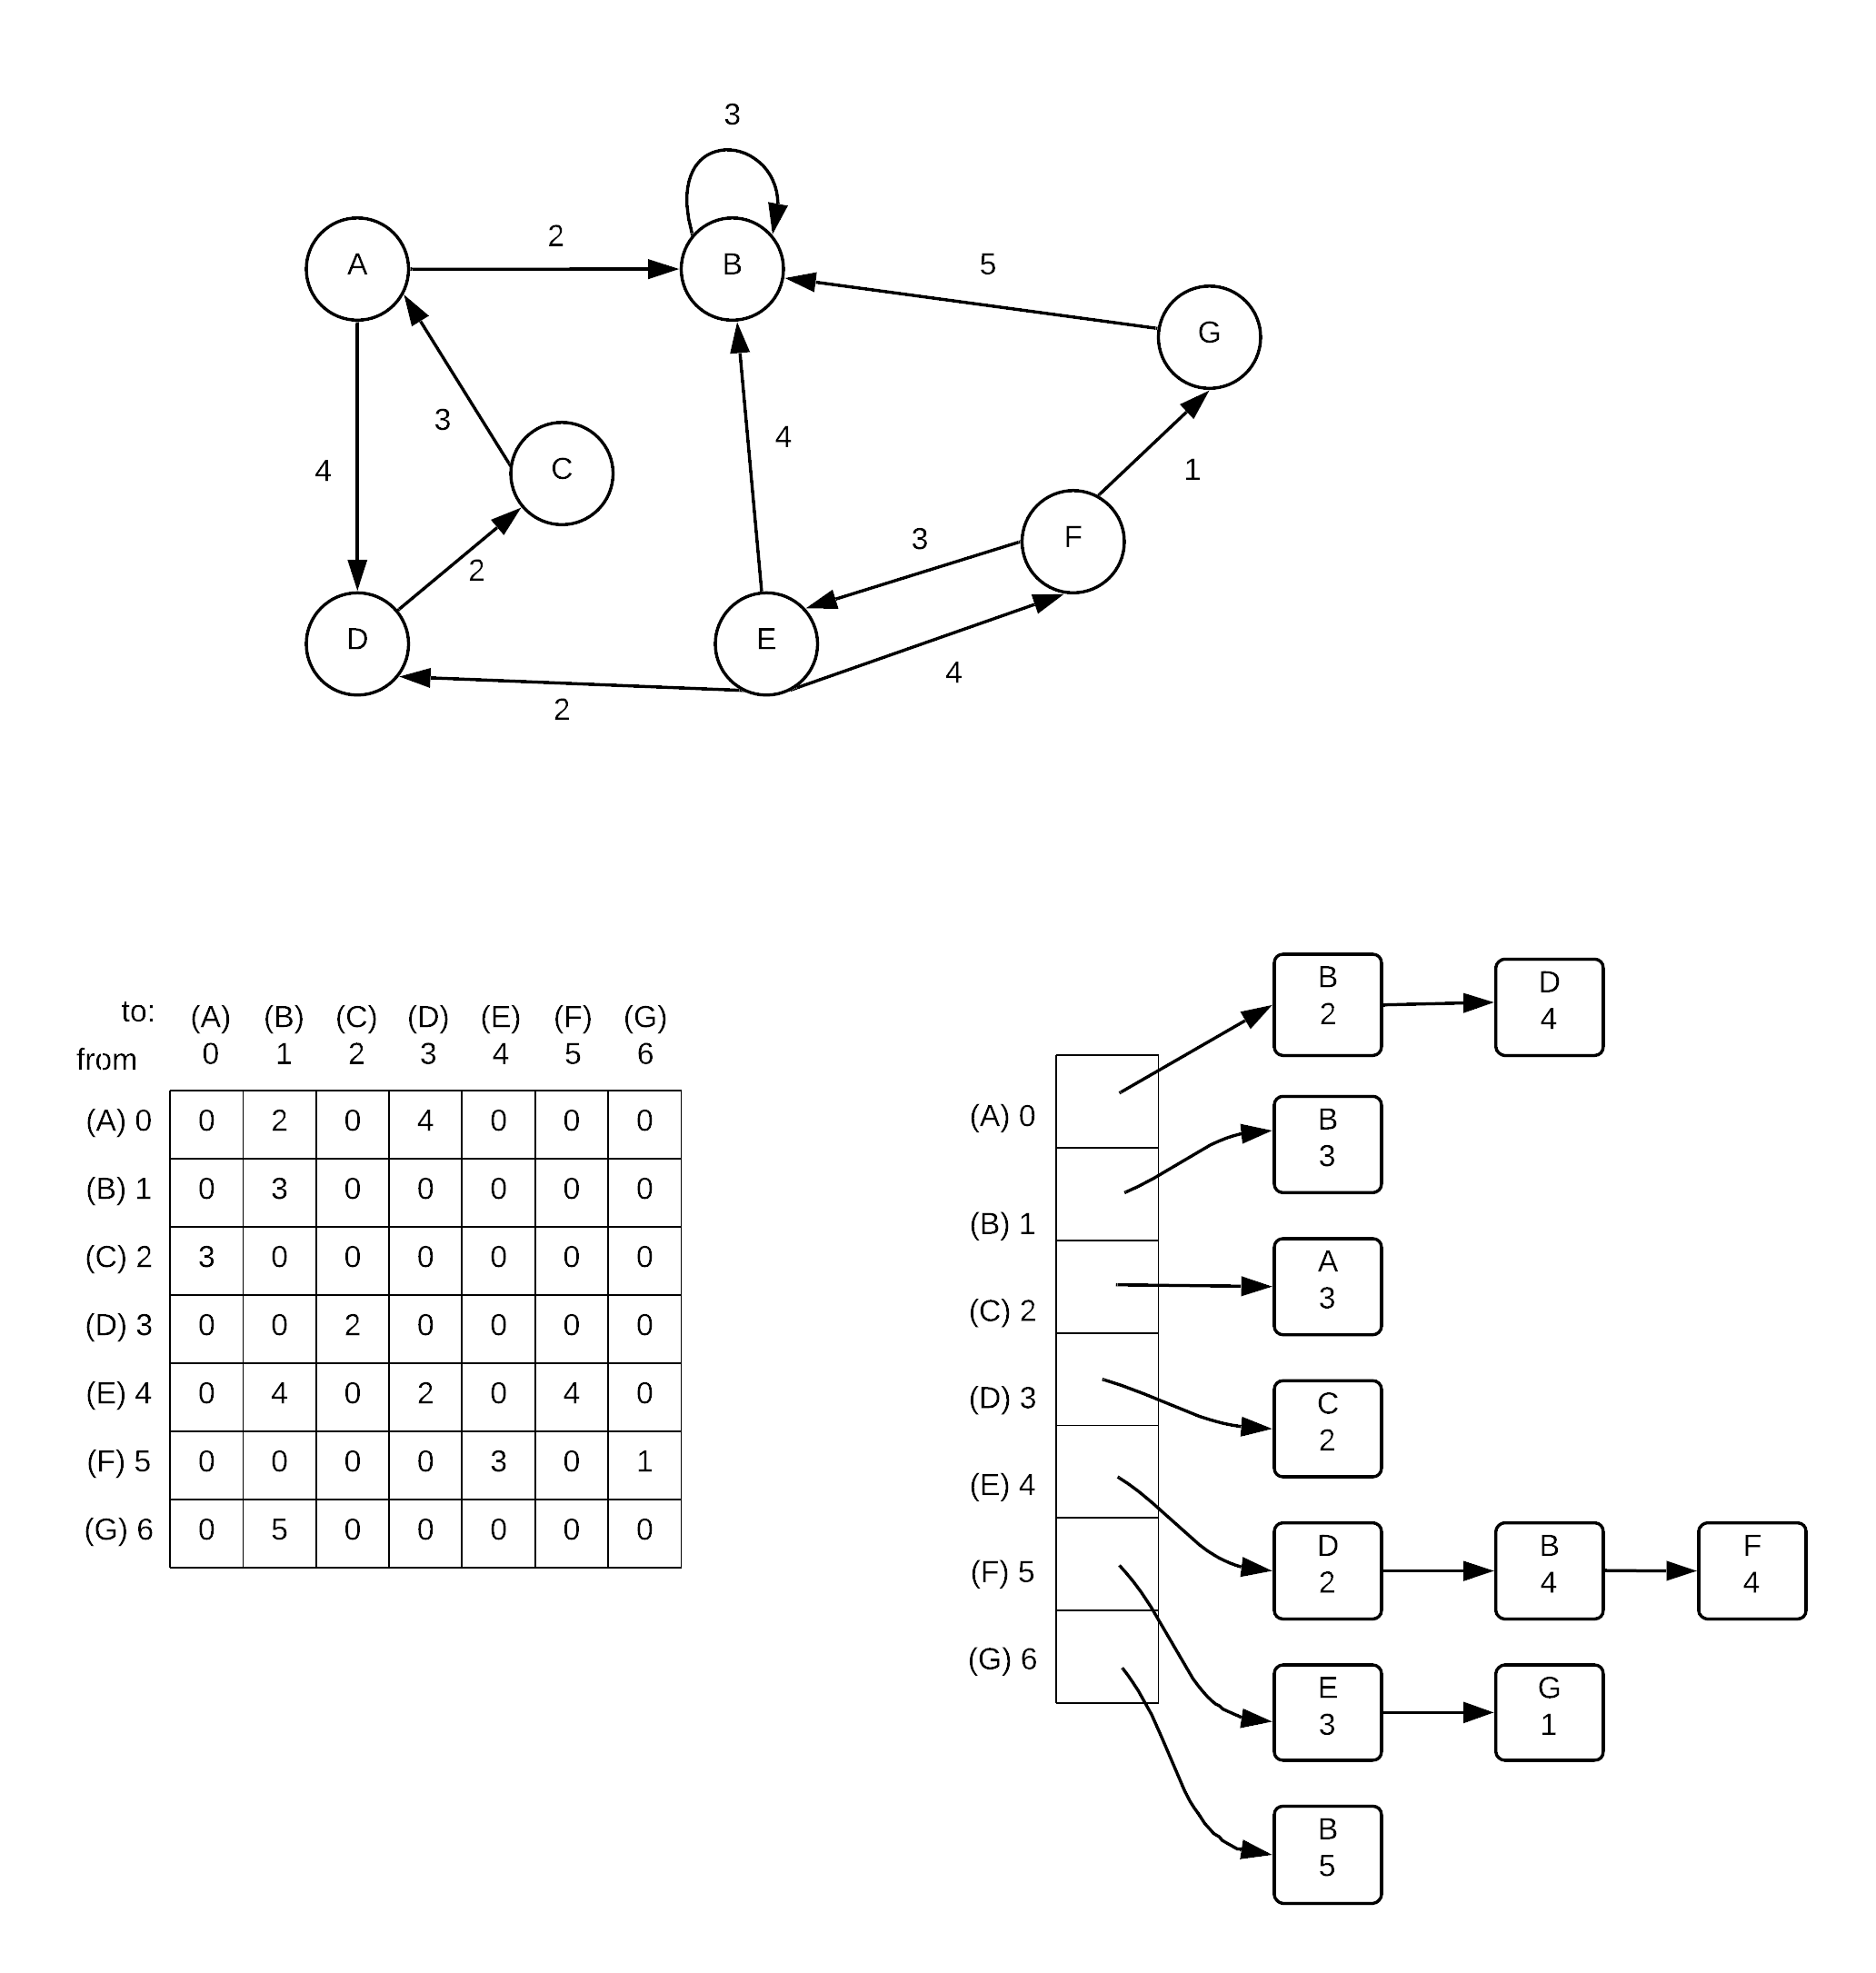 3
2
A
B
5
G
3
4
C
4
1
3
F
2
D
E
4
2
to: (A) (B) (C) (D) (E) (F) (G)
from 0 1 2 3 4 5 6
(A) 0 0 2 0 4 0 0 0
(B) 1 0 3 0 0 0 0 0
(C) 2 3 0 0 0 0 0 0
(D) 3 0 0 2 0 0 0 0
(E) 4 0 4 0 2 0 4 0
(F) 5 0 0 0 0 3 0 1
(G) 6 0 5 0 0 0 0 0
(A) 0
(B) 1
(C) 2
(D) 3
(E) 4
(F) 5
(G) 6
B
2
D
4
B
3
A
3
C
2
D
2
B
4
F
4
E
3
G
1
B
5